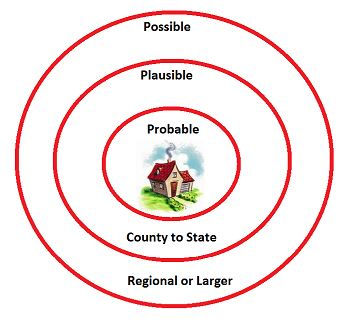 Possible
Plausible
Probable
County to State
Regional or Larger